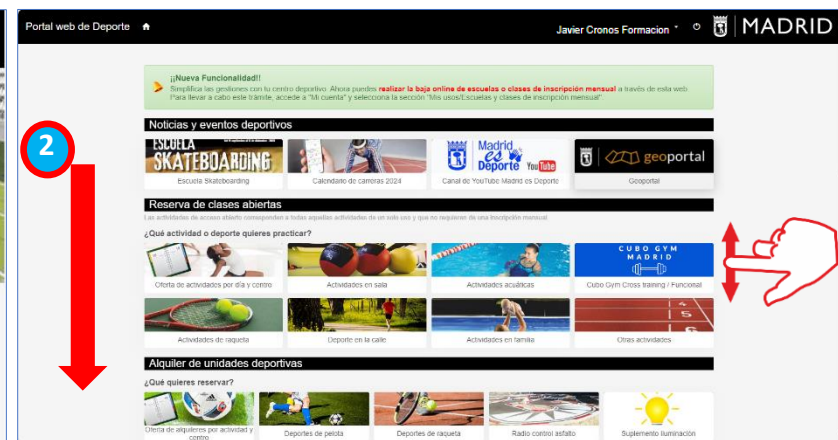 Portal web de Deporte
Javier Cronos Formacion
MADRID
¡¡Nueva Funcionalidad!!
Simplifica las gestiones con tu centro deportivo. Ahora puedes realizar la baja online de escuelas o clases de inscripción mensual a través de esta web.
Para llevar a cabo este trámite, accede a "Mi cuenta" y selecciona la sección "Mis usos/Escuelas y clases de inscripción mensual"
2
Noticias y eventos deportivos
ESCUELA
SKATEBOARDING
Madrid
es
Deporte YouTube
geoportal
Escuela Skateboarding
Calendario de carreras 2024
Canal de YouTube Madrid es Deporte
Geoportal
Reserva de clases abiertas
Las actividades de acceso abierto corresponden a todas aquellas actividades de un solo uso y que no requieren de una inscripción mensual
¿Qué actividad o deporte quieres practicar?
CUBO GYM
MADRID
Oferta de actividades por día y centro
Actividades en sala
Actividades acuáticas
Cubo Gym Cross training / Funcional
4
5
6
Actividades de raqueta
Deporte en la calle
Actividades en familia
Otras actividades
Alquiler de unidades deportivas
¿Qué quieres reservar?
Oferta de alquileres por actividad y
centro
Deportes de pelota
Deportes de raqueta
Radio control asfalto
Suplemento iluminación